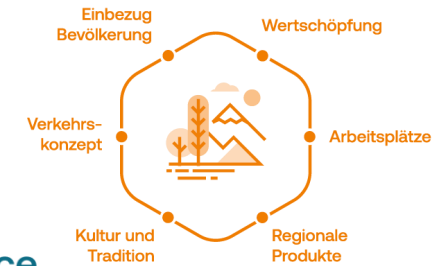 Einbezug
Bevölkerung
Wertschöpfung
Verkehrs-
konzept
Arbeitsplätze
Kultur und
Tradition
Regionale
Produkte